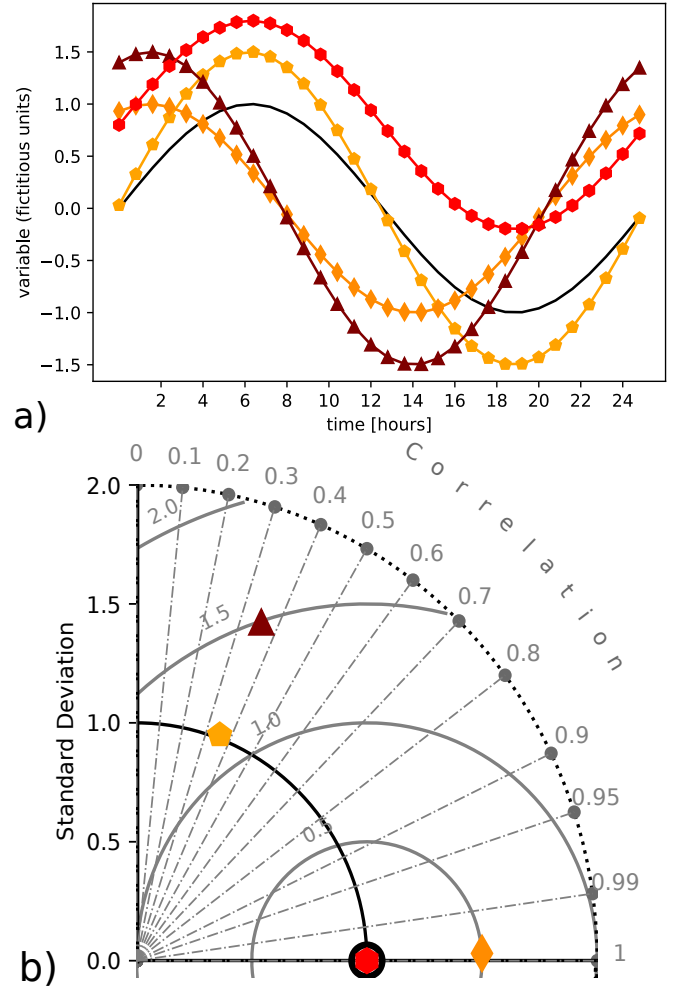 1.5
1.0
0.5
0.0
−0.5
−1.0
−1.5
variable (fictitious units)
2 4 6 8 10 12 14 16 18 20 22 24
time [hours]
a)
Correlation
0 0.1 0.2 0.3 0.4 0.5 0.6 0.7 0.8 0.9 0.95 0.99 1
2.0
1.5
1.0
0.5
0.0
Standard Deviation
2.0
1.5
1.0
0.5
b)